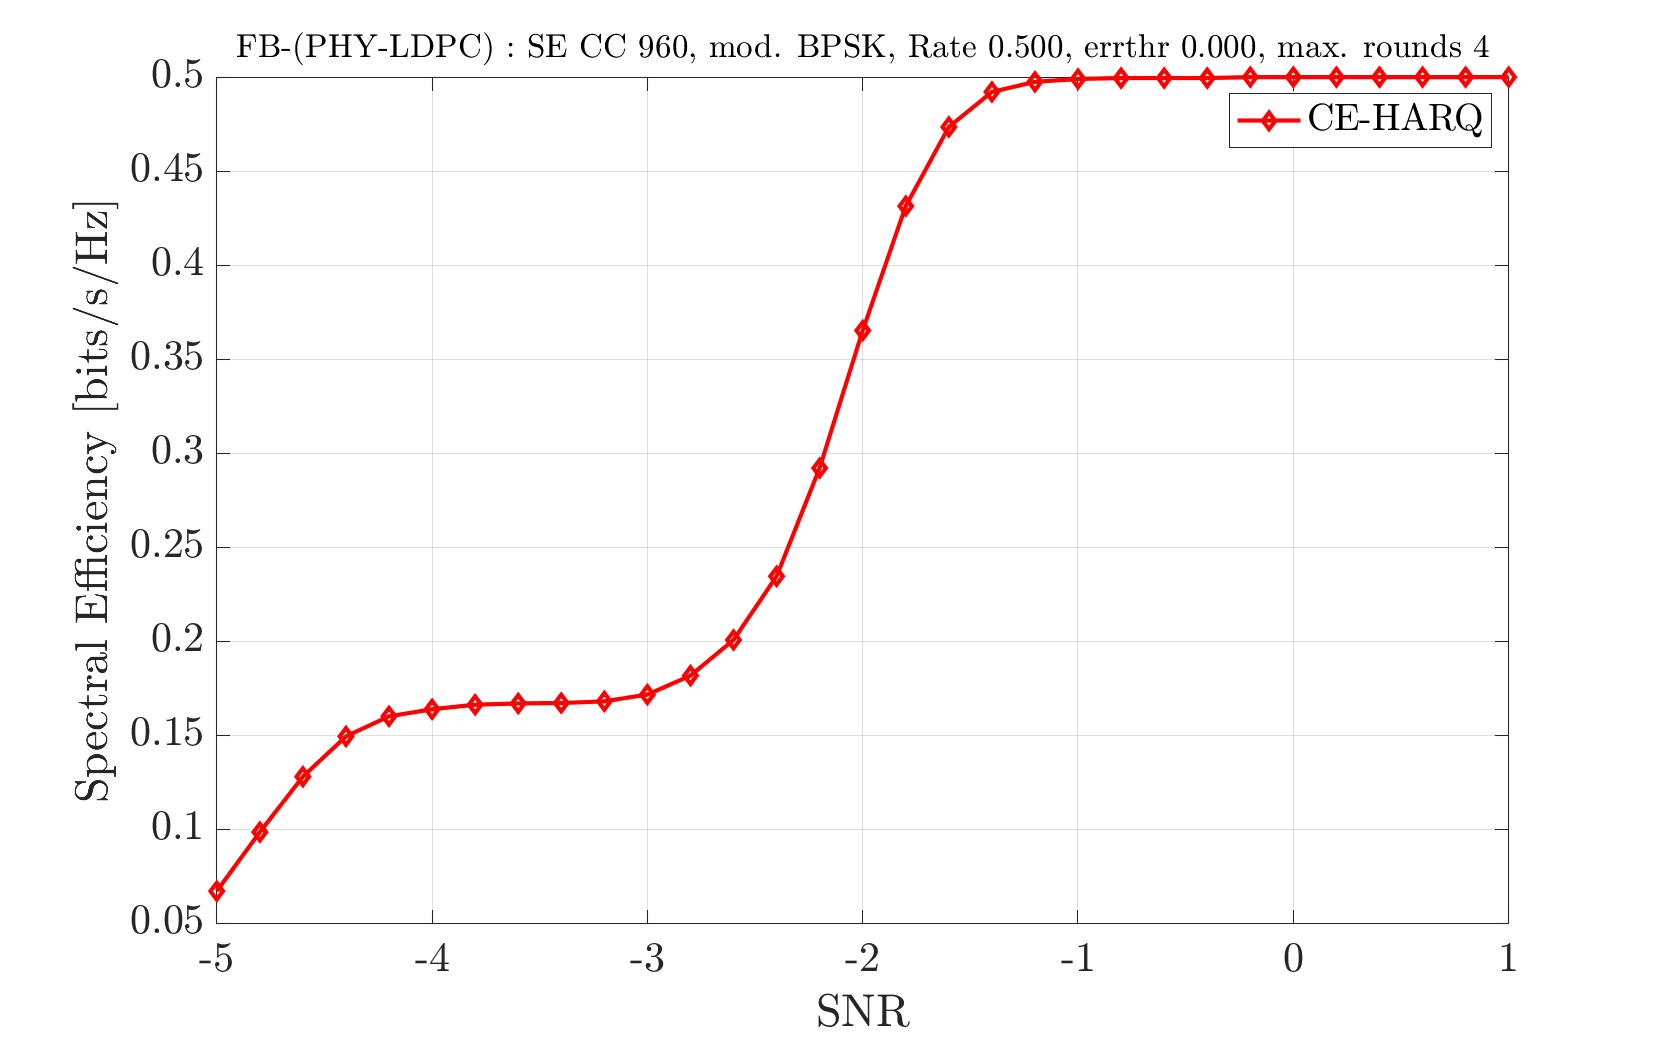 FB-(PHY-LDPC) : SE CC 960, mod. BPSK, Rate 0.500, errthr 0.000, max. rounds 4
0.5
0.45
0.4
0.35
0.3
0.25
0.2
0.15
0.1
0.05
Spectral Efficiency [bits/s/Hz]
CE-HARQ
-5 -4 -3 -2 -1 0 1
SNR